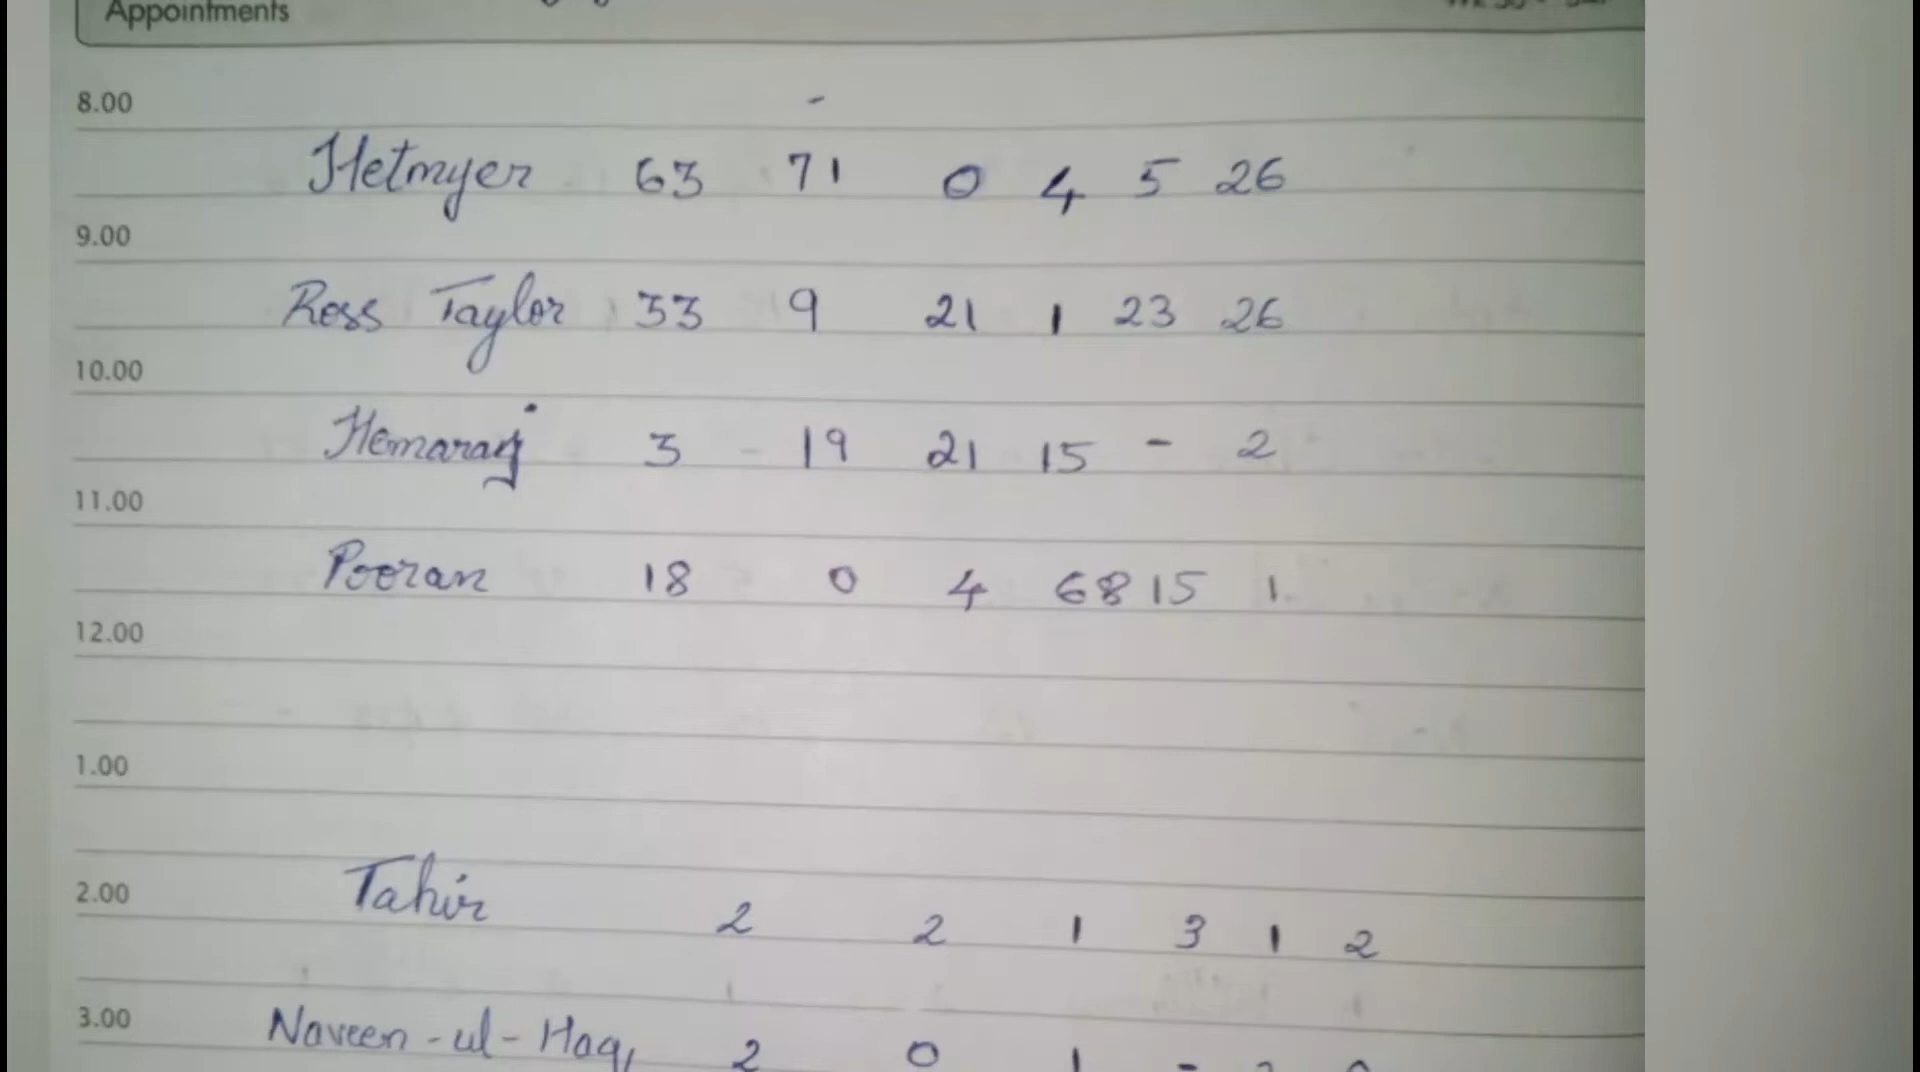 Appointments
8.00
Hetmyer 63 71 0 4 5 26
9.00
Ross Taylor 33 9 21 1 23 26
10.00
Hemaraj 3 - 19 21 15 - 2
11.00
Pooran 18 0 4 68 15 1
12.00
1.00
2.00 Tahir 2 2 1 3 1 2
3.00 Naveen-ul-Haq 2 0 1 -